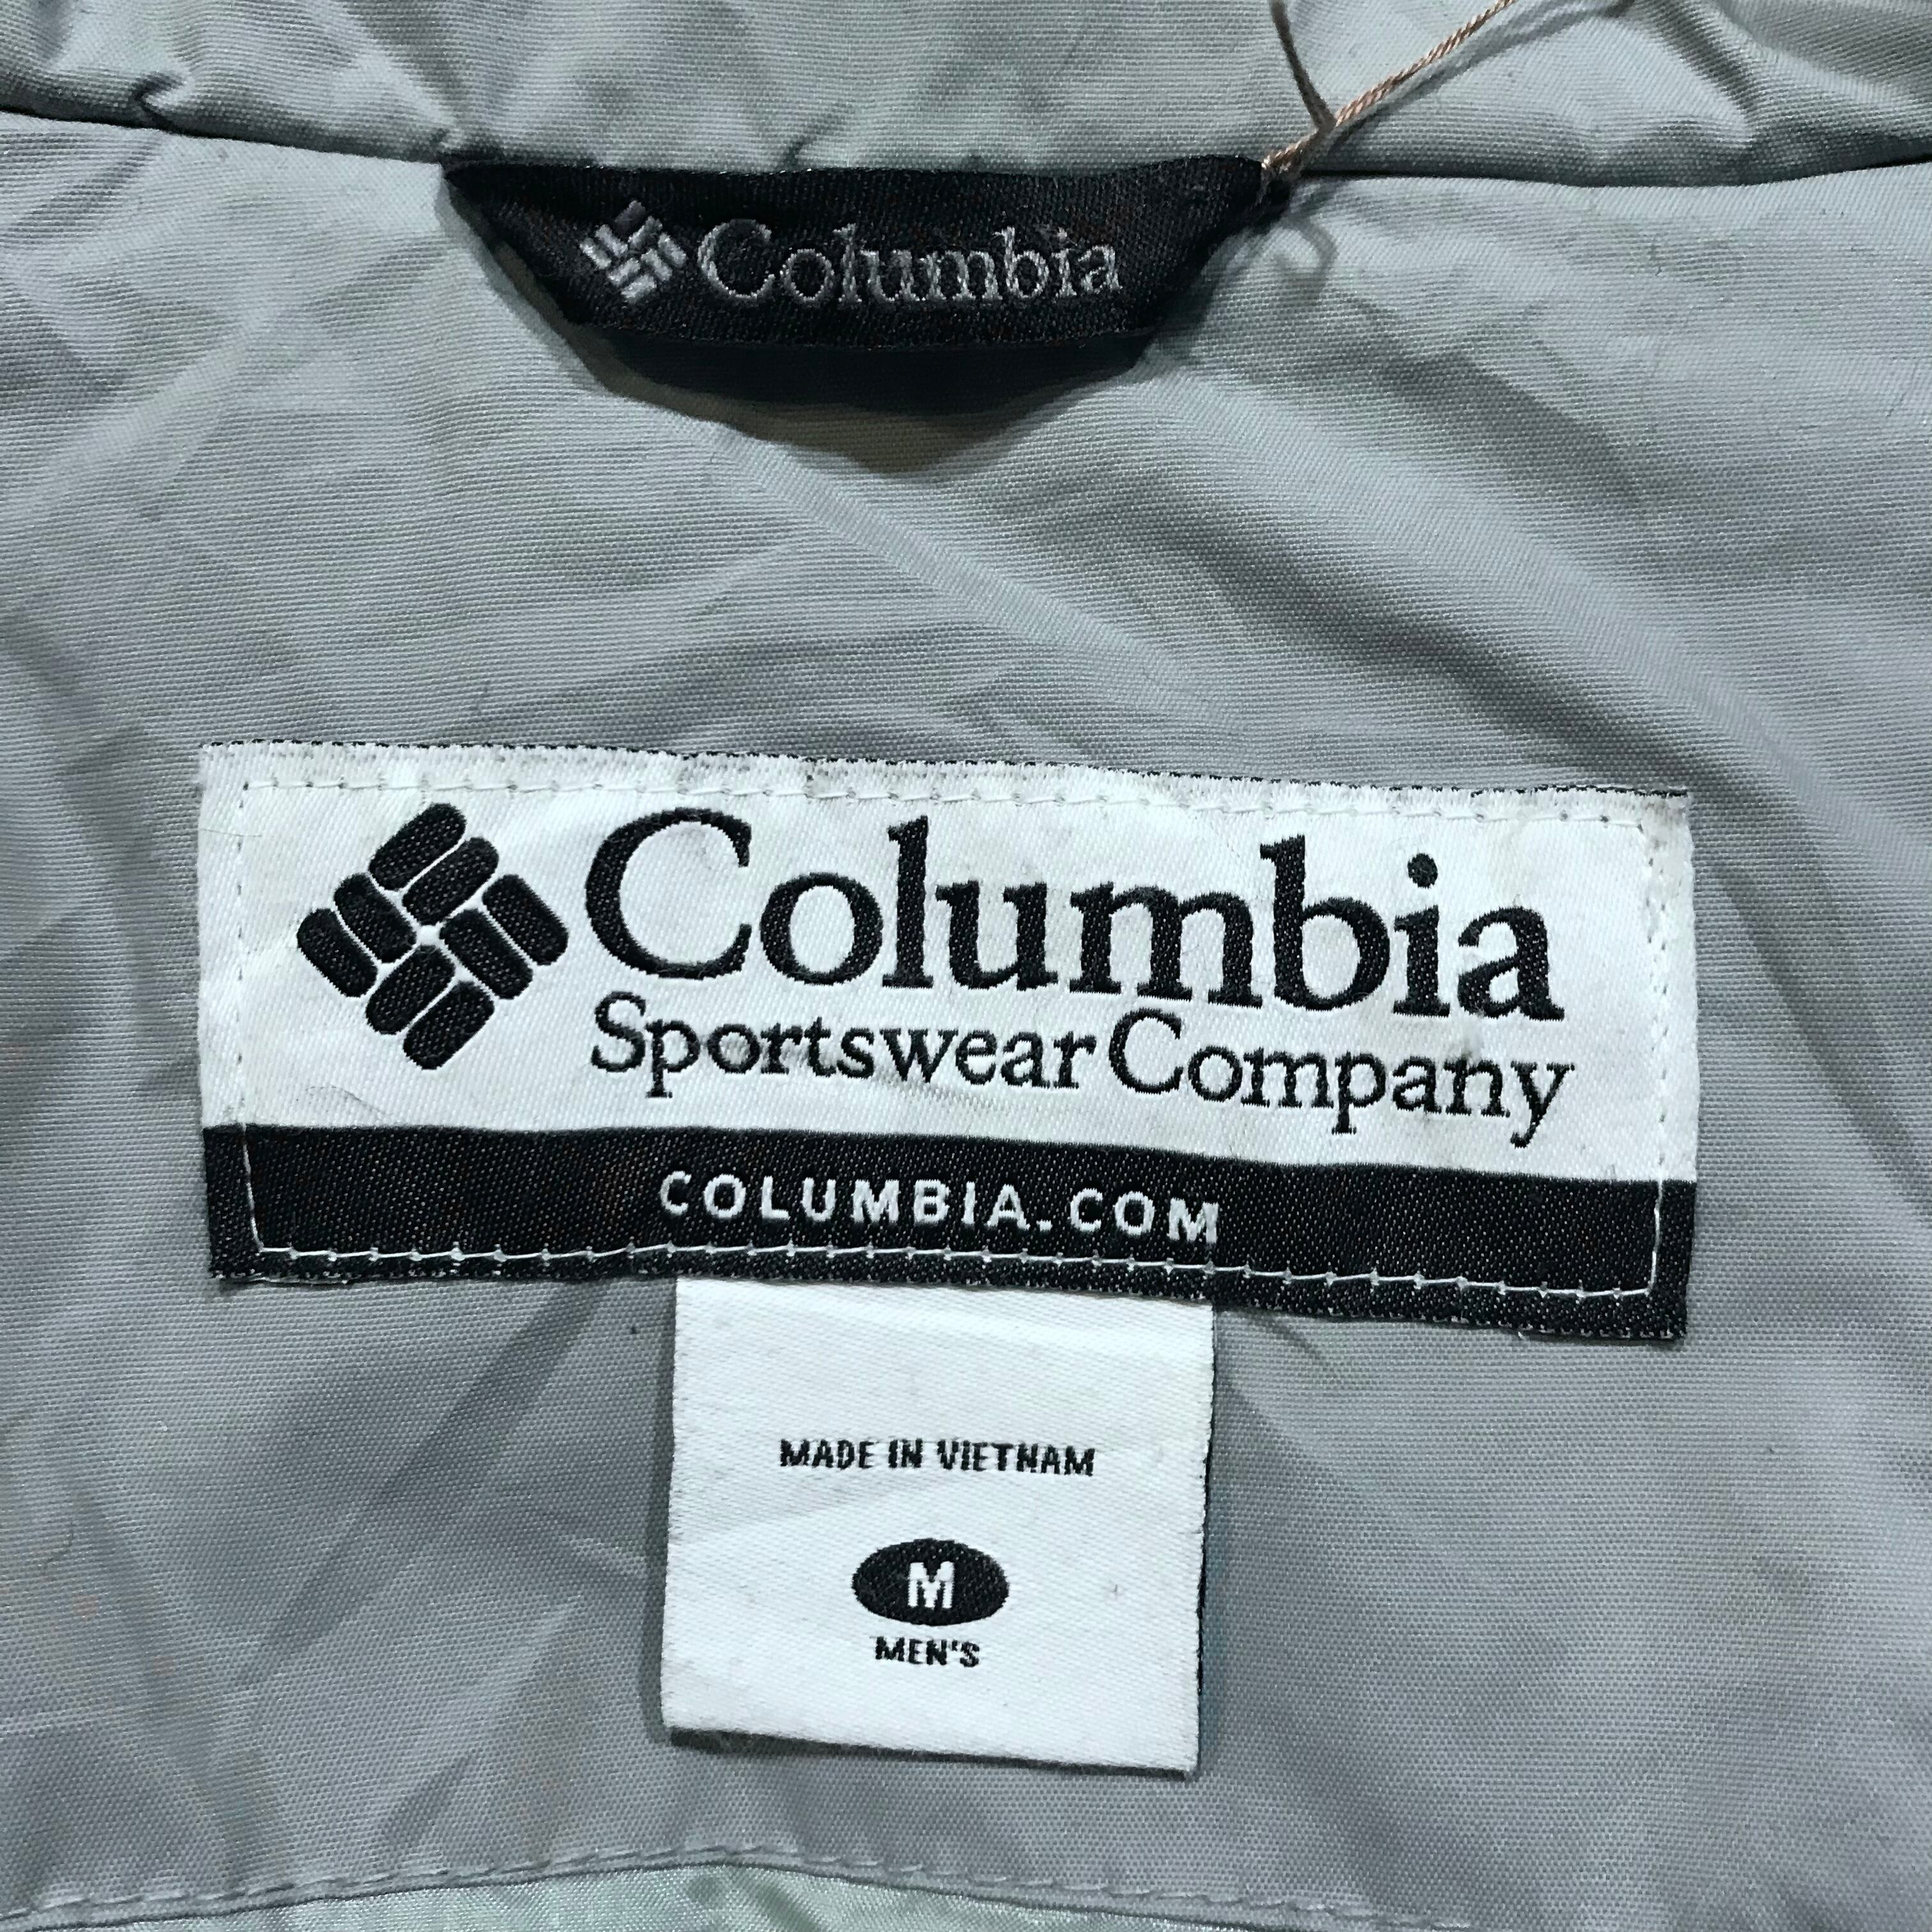 Columbia
Columbia
Sportswear Company
COLUMBIA.COM
MADE IN VIETNAM
M
MEN'S